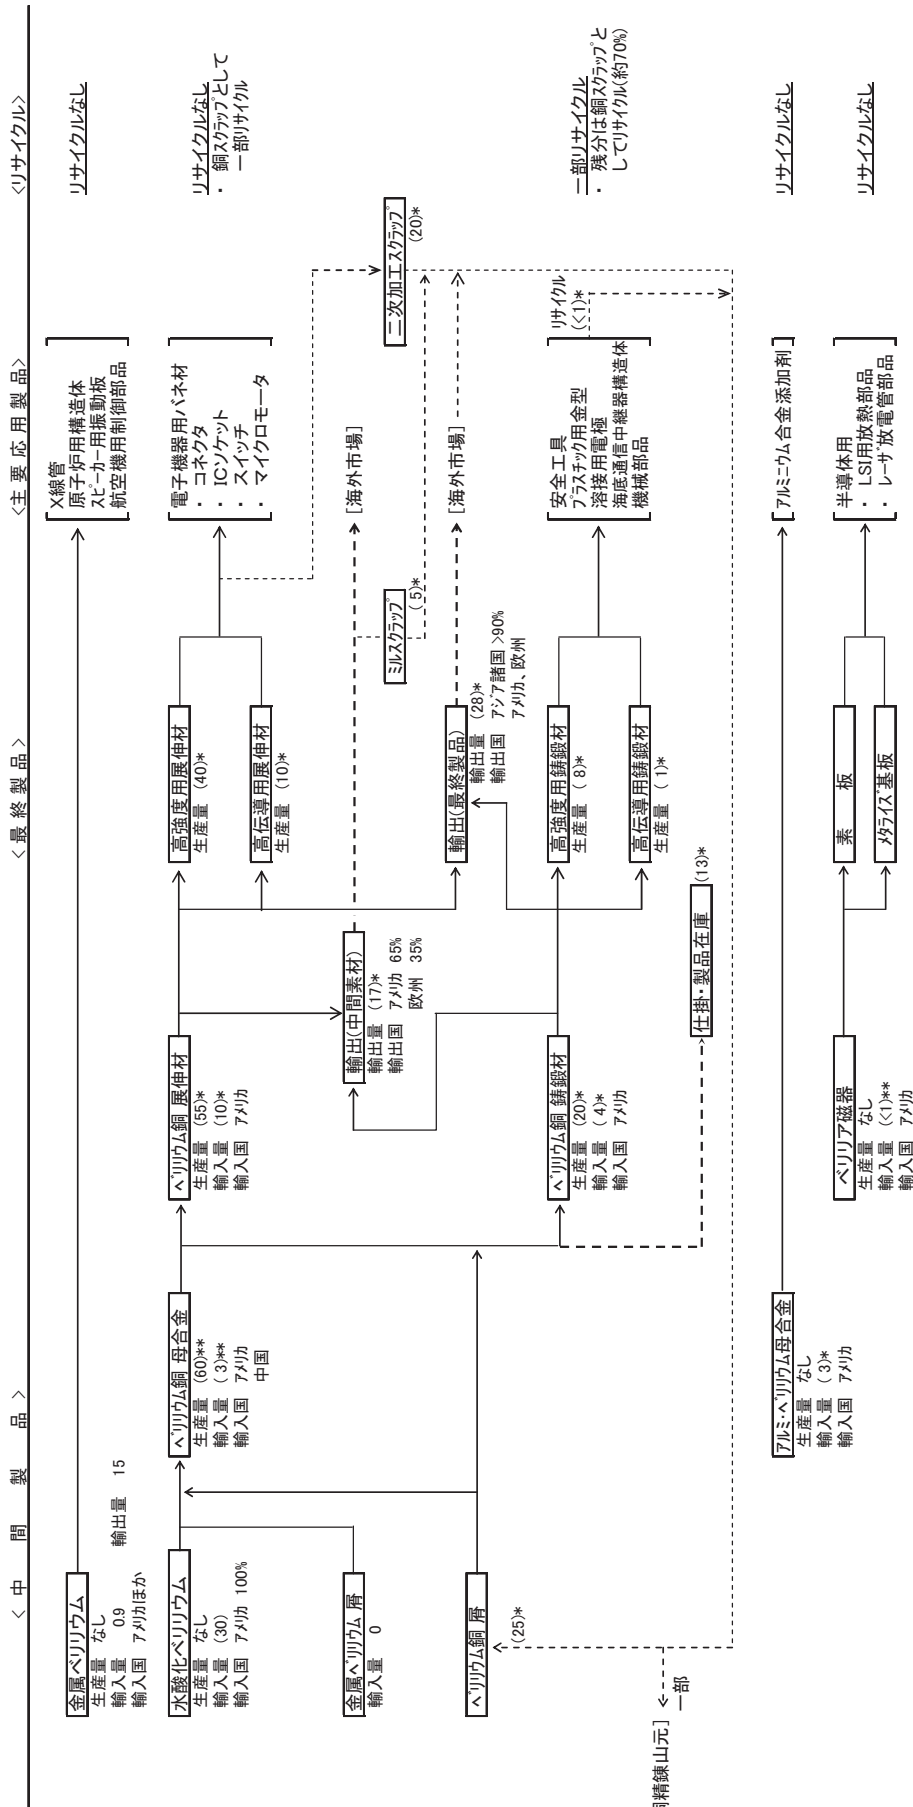 ＜中間製品＞
＜最終製品＞
＜主要応用製品＞
＜リサイクル＞
金属ベリリウム
生産量 なし
輸入量 0.9
輸入国 アメリカほか
輸出量 15
X線管
原子炉用構造体
スピーカー用振動板
航空機用制御部品
リサイクルなし
水酸化ベリリウム
生産量 なし
輸入量 (30)
輸入国 アメリカ 100%
ベリリウム銅 母合金
生産量 (60)**
輸入量 ( 3)**
輸入国 アメリカ
中国
ベリリウム銅 展伸材
生産量 (55)*
輸入量 (10)*
輸入国 アメリカ
高強度用展伸材
生産量 (40)*
高伝導用展伸材
生産量 (10)*
電子機器用バネ材
・ コネクタ
・ ICソケット
・ スイッチ
・ マイクロモータ
リサイクルなし
・ 銅スクラップとして
一部リサイクル
金属ベリリウム 屑
輸入量 0
輸出(中間素材)
輸出量 (17)*
輸出国 アメリカ 65%
欧州 35%
[海外市場]
ミルスクラップ
( 5)*
二次加工スクラップ
(20)*
ベリリウム銅 屑
(25)*
輸出(最終製品)
輸出量 (28)*
輸出国 アジア諸国 >90%
アメリカ、欧州
[海外市場]
ベリリウム銅 鋳鍛材
生産量 (20)*
輸入量 ( 4)*
輸入国 アメリカ
高強度用鋳鍛材
生産量 ( 8)*
高伝導用鋳鍛材
生産量 ( 1)*
安全工具
プラスチック用金型
溶接用電極
海底通信中継器構造体
機械部品
リサイクル
(<1)*
一部リサイクル
・ 残分は銅スクラップと
してリサイクル(約70%)
仕掛・製品在庫
(13)*
銅精錬山元]
一部
アルミ・ベリリウム母合金
生産量 なし
輸入量 ( 3)*
輸入国 アメリカ
アルミニウム合金添加剤
リサイクルなし
ベリリア磁器
生産量 なし
輸入量 (<1)**
輸入国 アメリカ
素 板
メタライズ基板
半導体用
・ LSI用放熱部品
・ レーザ放電管部品
リサイクルなし